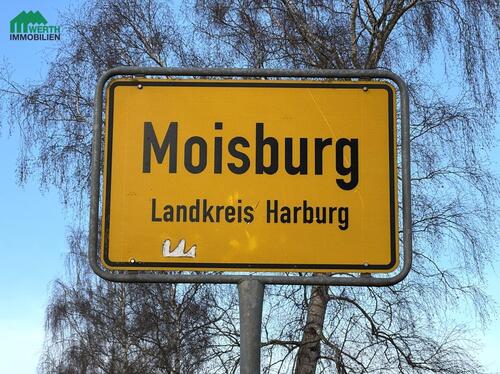 WERTH
IMMOBILIEN
Moisburg
Landkreis Harburg